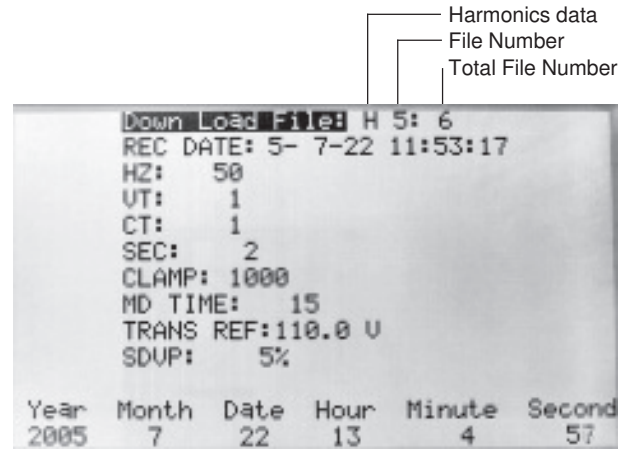 Harmonics data
File Number
Total File Number
Down Load File: H 5: 6
REC DATE: 5- 7-22 11:53:17
HZ: 50
VT: 1
CT: 1
SEC: 2
CLAMP: 1000
MD TIME: 15
TRANS REF:110.0 V
SDVP: 5%
Year Month Date Hour Minute Second
2005 7 22 13 4 57